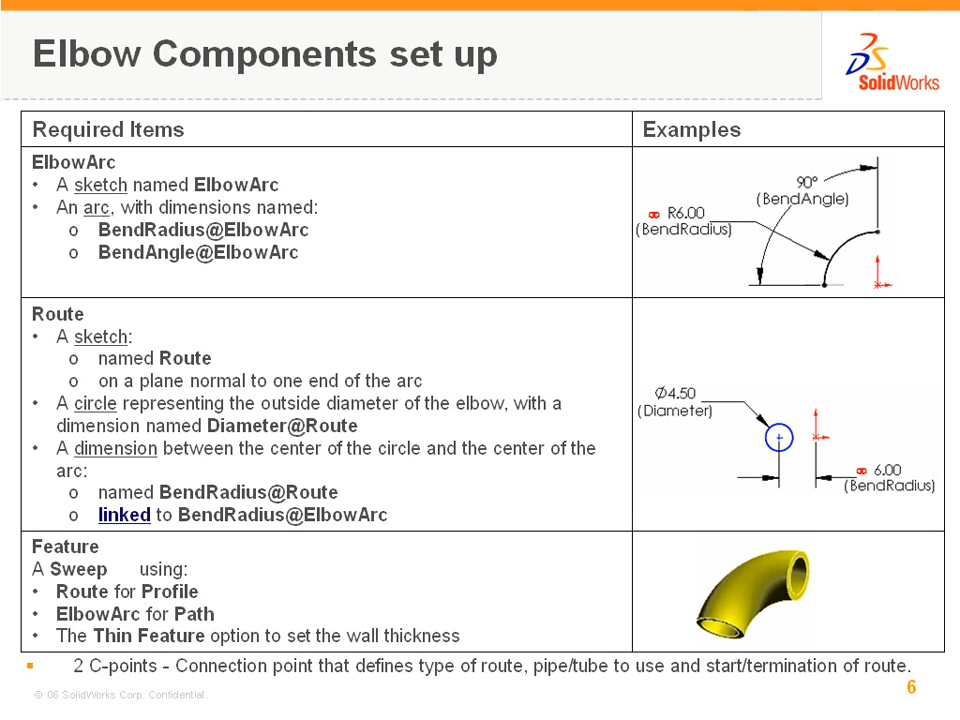 Elbow Components set up
SolidWorks
Required Items
Examples
ElbowArc
• A sketch named ElbowArc
• An arc, with dimensions named:
o BendRadius@ElbowArc
o BendAngle@ElbowArc
90°
(BendAngle)
R6.00
(BendRadius)
Route
• A sketch:
o named Route
o on a plane normal to one end of the arc
• A circle representing the outside diameter of the elbow, with a
dimension named Diameter@Route
• A dimension between the center of the circle and the center of the
arc:
o named BendRadius@Route
o linked to BendRadius@ElbowArc
Ø4.50
(Diameter)
6.00
(BendRadius)
Feature
A Sweep using:
• Route for Profile
• ElbowArc for Path
• The Thin Feature option to set the wall thickness
2 C-points - Connection point that defines type of route, pipe/tube to use and start/termination of route.
© 06 SolidWorks Corp. Confidential.
6